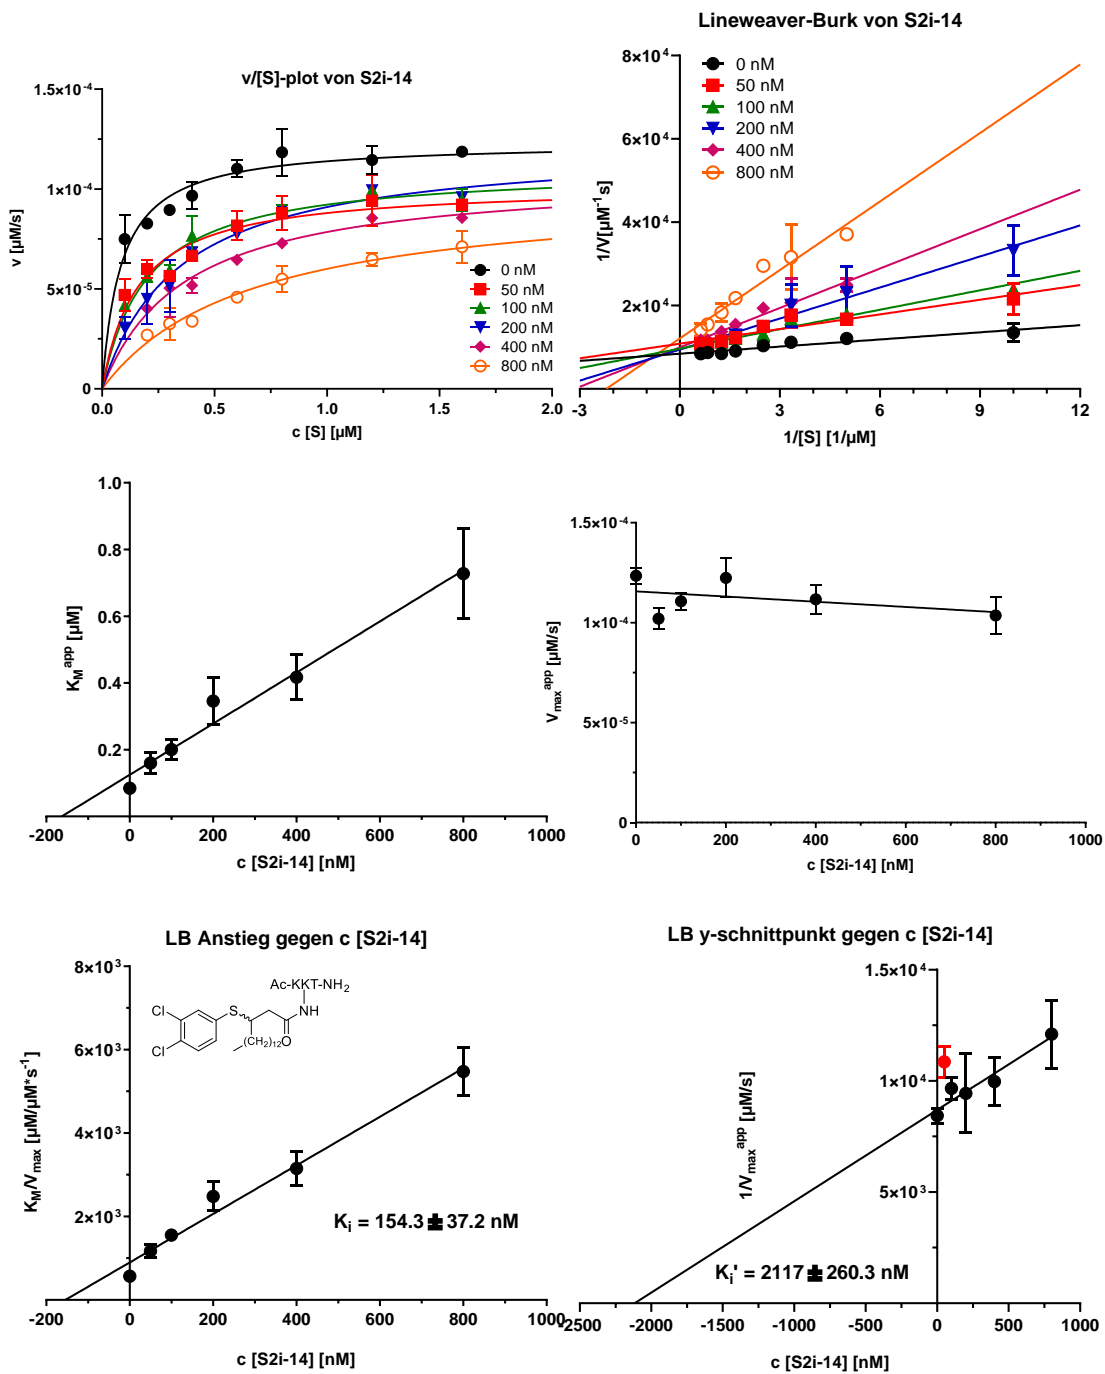 v/[S]-plot von S2i-14
1.5×10⁻⁴
1×10⁻⁴
5×10⁻⁵
0
0.0
0.5
1.0
1.5
2.0
v [µM/s]
c [S] [µM]
0 nM
50 nM
100 nM
200 nM
400 nM
800 nM
Lineweaver-Burk von S2i-14
8×10⁴
6×10⁴
4×10⁴
2×10⁴
-3
0
3
6
9
12
1/V[µM⁻¹s]
1/[S] [1/µM]
0 nM
50 nM
100 nM
200 nM
400 nM
800 nM
1.0
0.8
0.6
0.4
0.2
-200
0
200
400
600
800
1000
K_M^app [µM]
c [S2i-14] [nM]
1.5×10⁻⁴
1×10⁻⁴
5×10⁻⁵
0
0
200
400
600
800
1000
V_max^app [µM/s]
c [S2i-14] [nM]
LB Anstieg gegen c [S2i-14]
8×10³
6×10³
4×10³
2×10³
-200
0
200
400
600
800
1000
K_M/V_max [µM/µM*s⁻¹]
Ac-KKT-NH₂
Cl
S
NH
Cl
(CH₂)₁₂
O
K_i = 154.3 ± 37.2 nM
c [S2i-14] [nM]
LB y-schnittpunkt gegen c [S2i-14]
1.5×10⁴
1×10⁴
5×10³
-2500
-2000
-1500
-1000
-500
0
500
1000
1/V_max^app [µM/s]
K_i' = 2117 ± 260.3 nM
c [S2i-14] [nM]